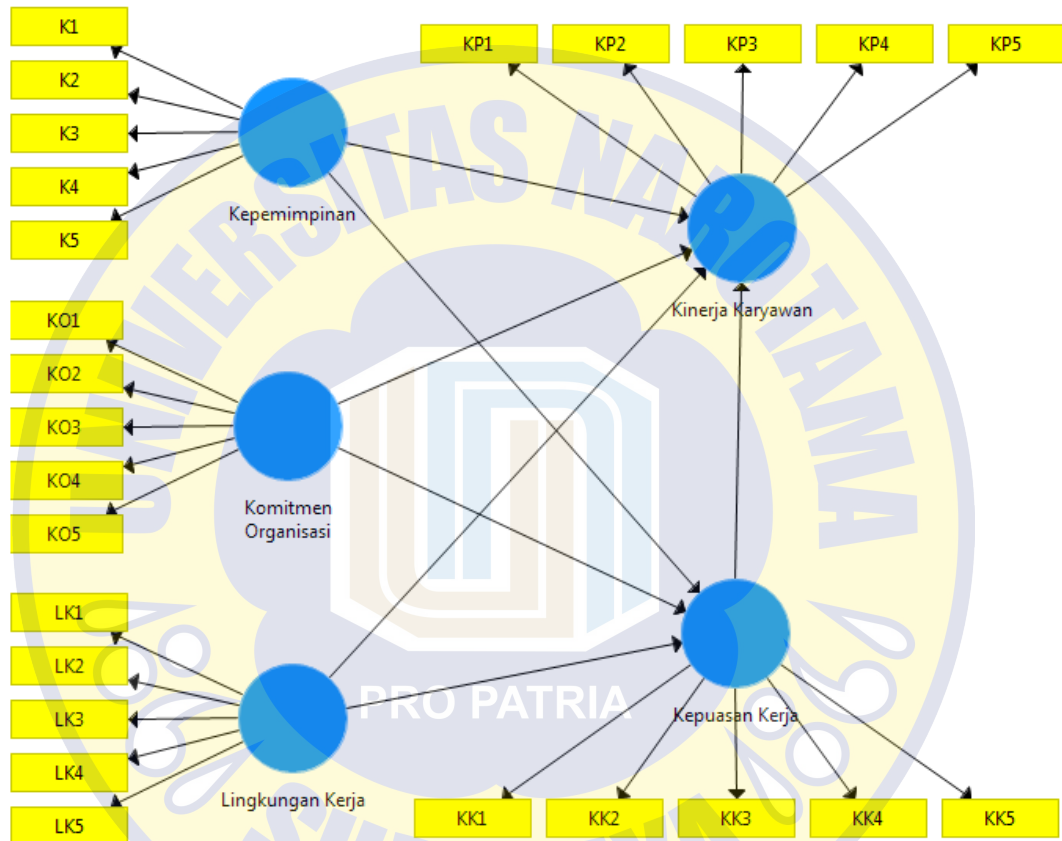 K1
K2
K3
K4
K5
Kepemimpinan
KP1
KP2
KP3
KP4
KP5
Kinerja Karyawan
KO1
KO2
KO3
KO4
KO5
Komitmen
Organisasi
LK1
LK2
LK3
LK4
LK5
Lingkungan Kerja
Kepuasan Kerja
KK1
KK2
KK3
KK4
KK5
UNIVERSITAS NAROTAMA
PRO PATRIA